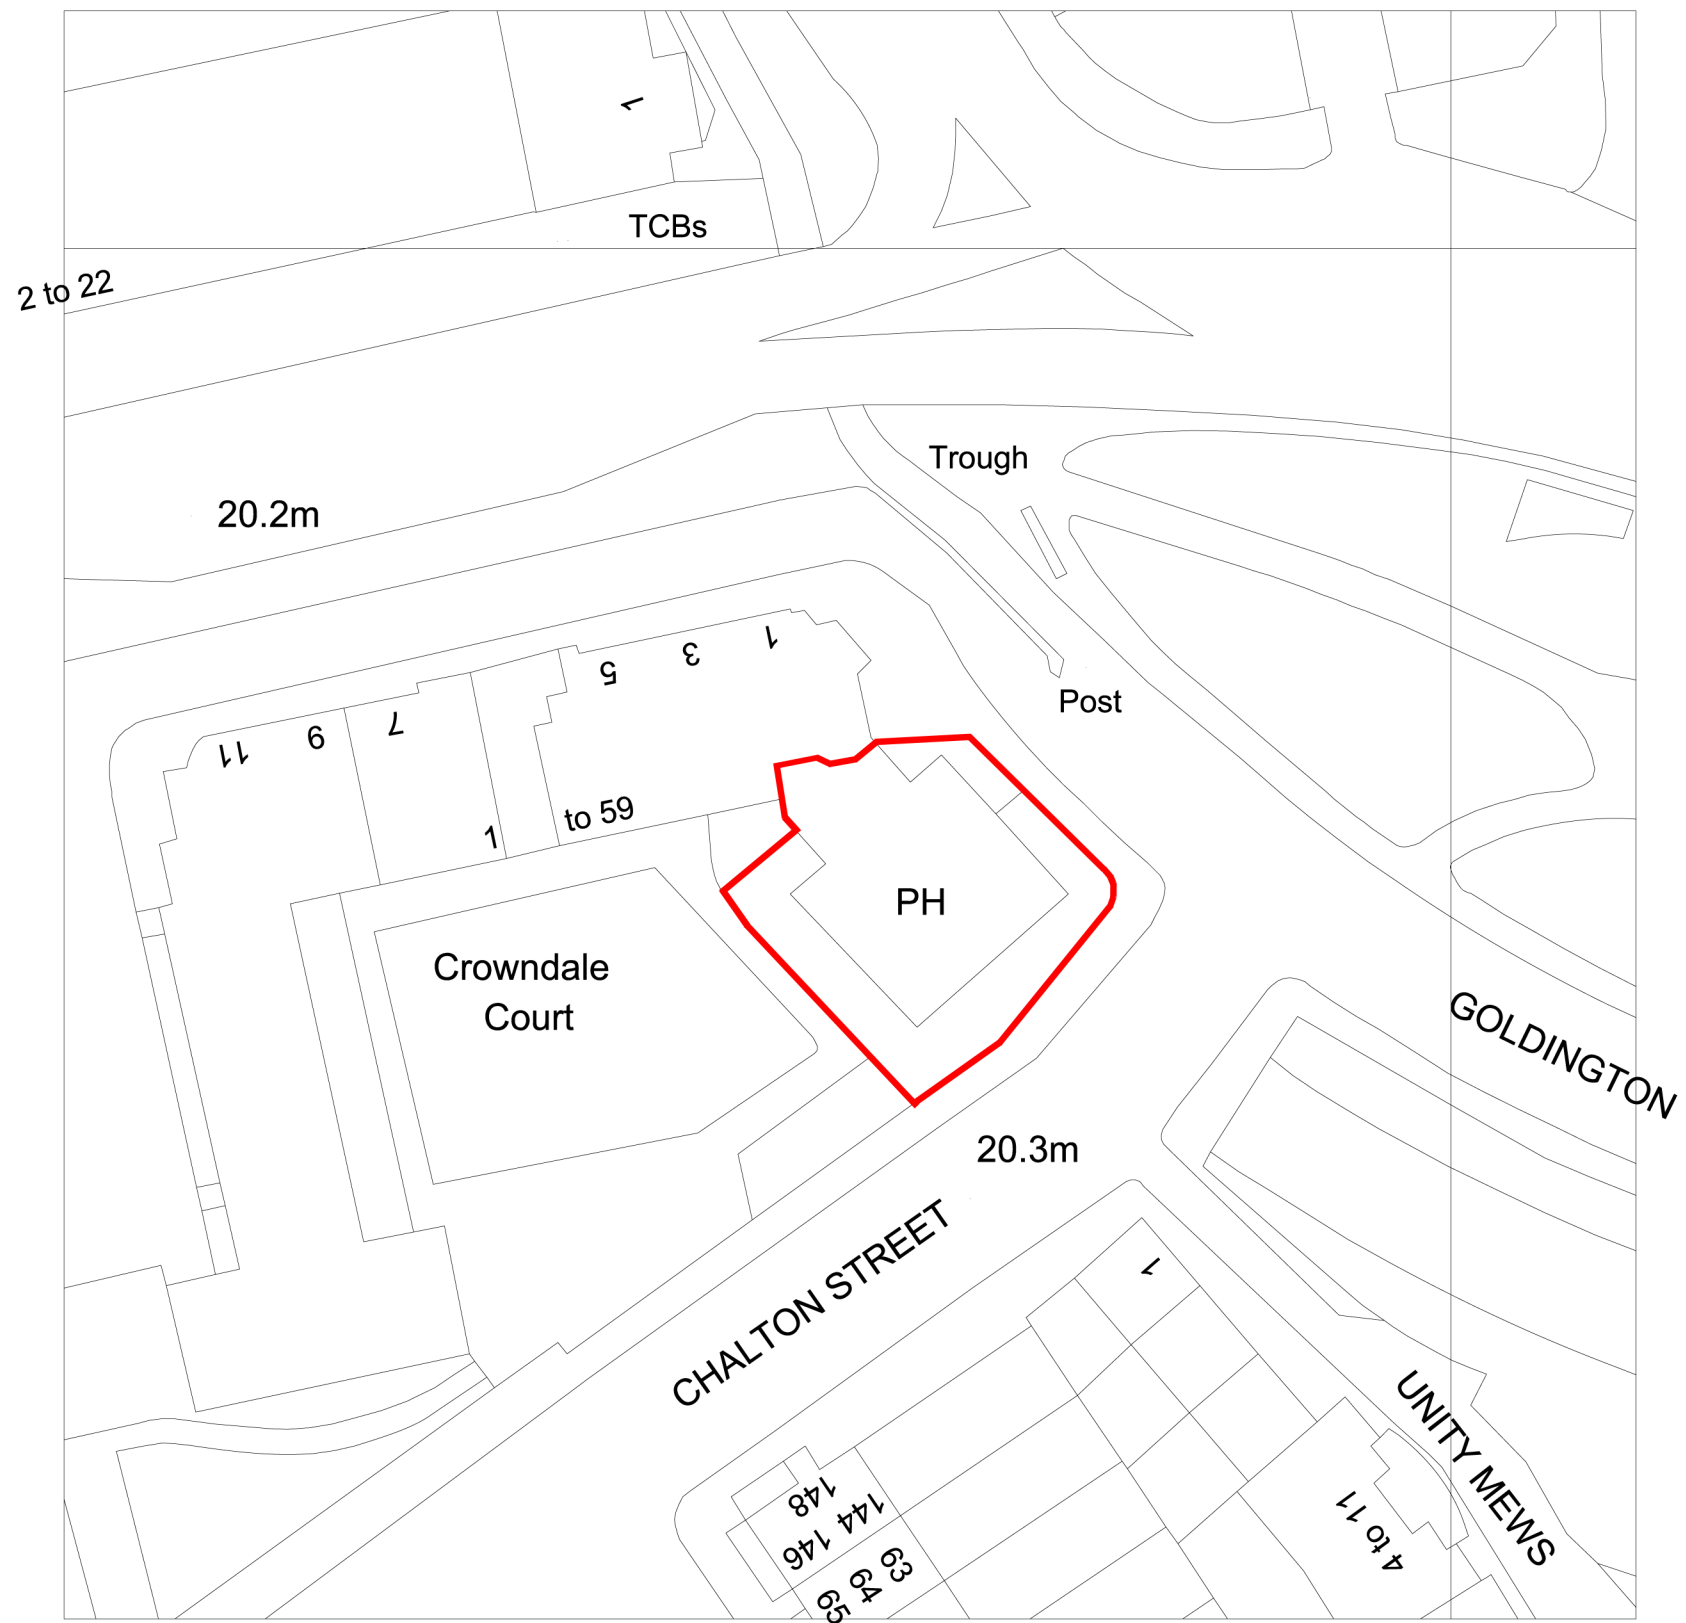 1
TCBs
2 to 22
Trough
20.2m
1
3
5
Post
7
9
11
to 59
1
PH
Crowndale
Court
GOLDINGTON
20.3m
CHALTON STREET
1
UNITY MEWS
148
144
146
4 to 11
63
64
65